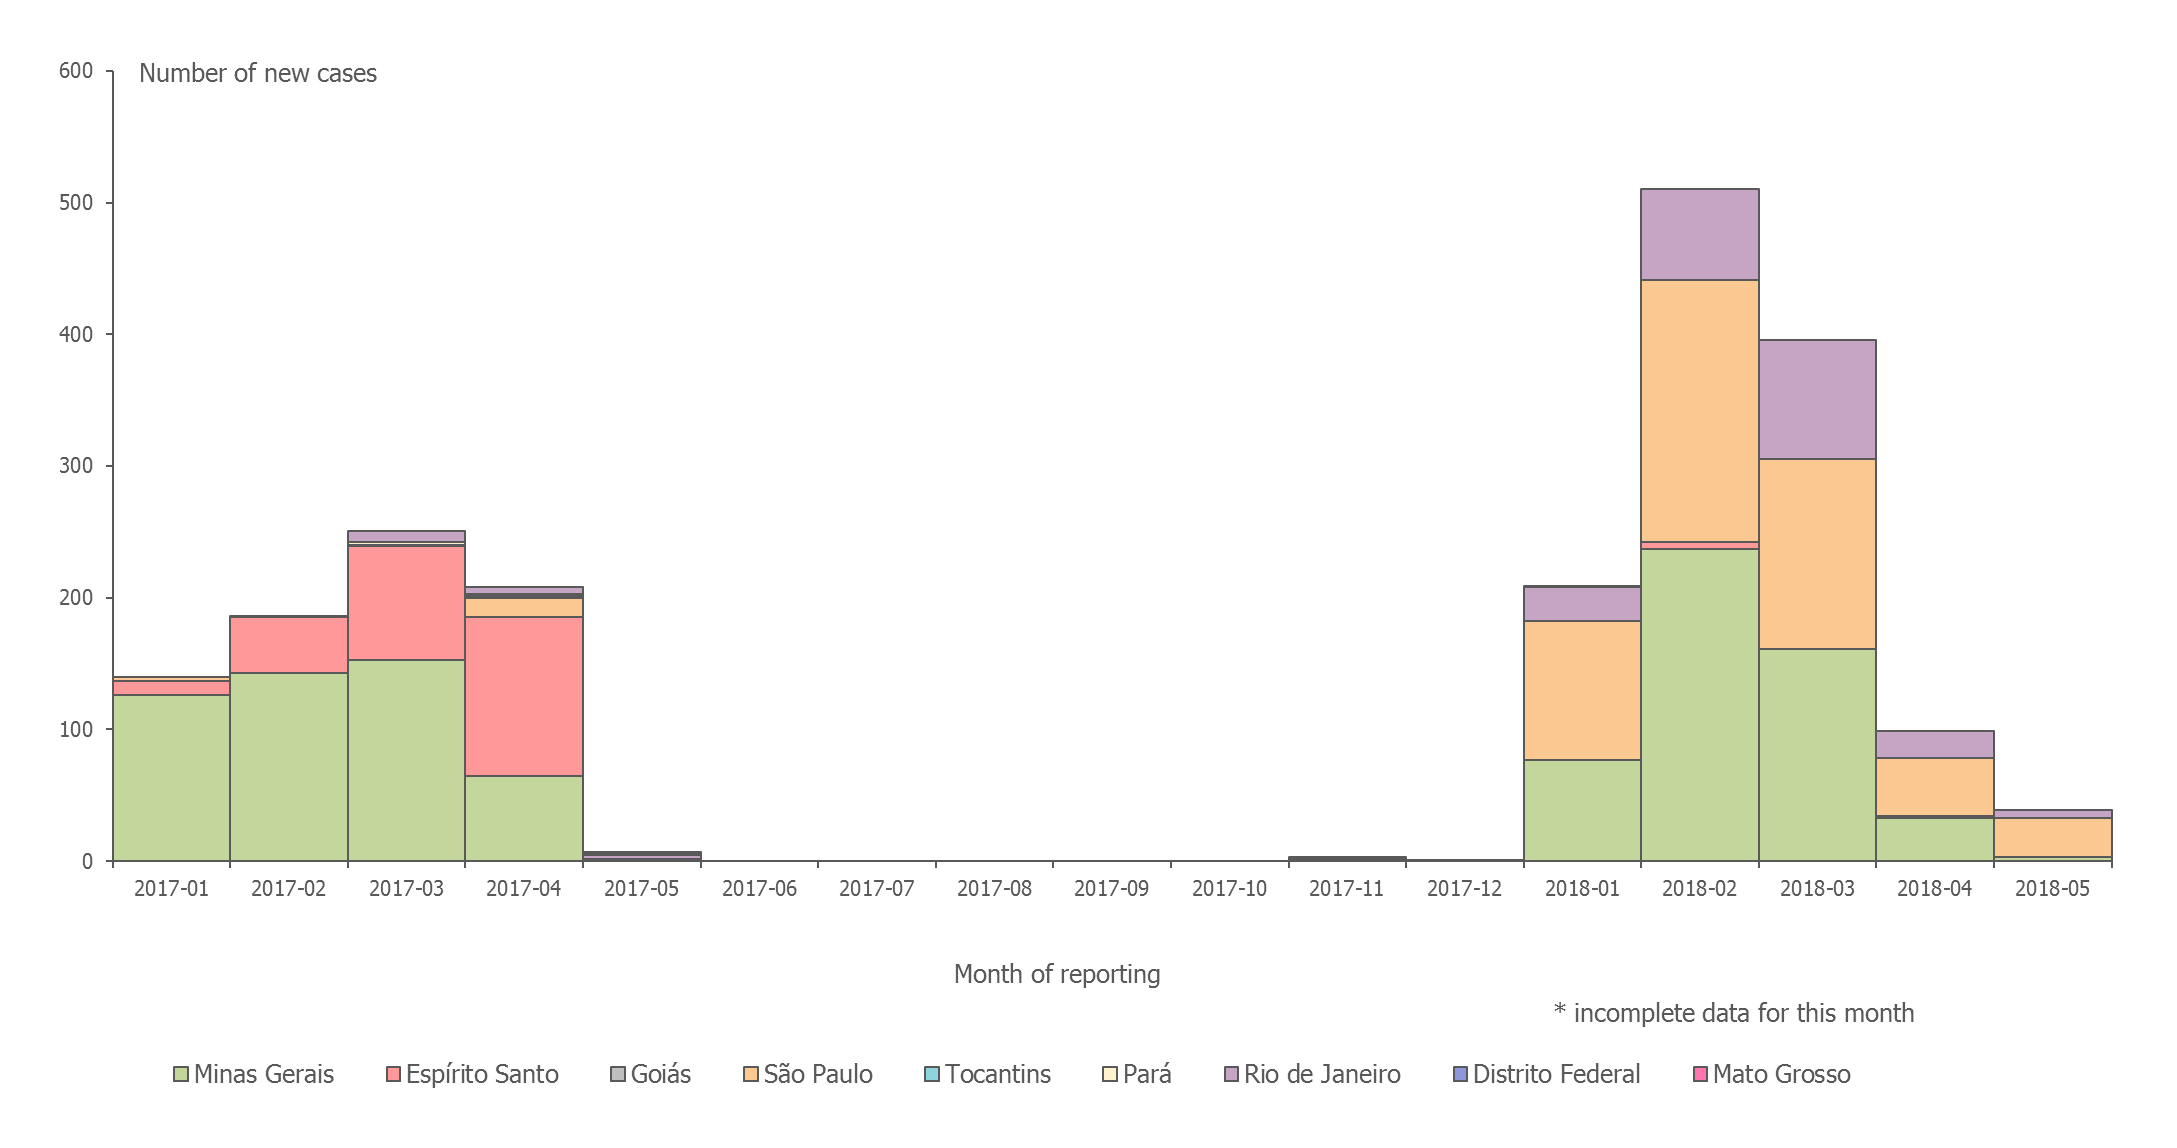 Number of new cases
600
500
400
300
200
100
0
2017-01 2017-02 2017-03 2017-04 2017-05 2017-06 2017-07 2017-08 2017-09 2017-10 2017-11 2017-12 2018-01 2018-02 2018-03 2018-04 2018-05
Month of reporting
* incomplete data for this month
Minas Gerais Espírito Santo Goiás São Paulo Tocantins Pará Rio de Janeiro Distrito Federal Mato Grosso